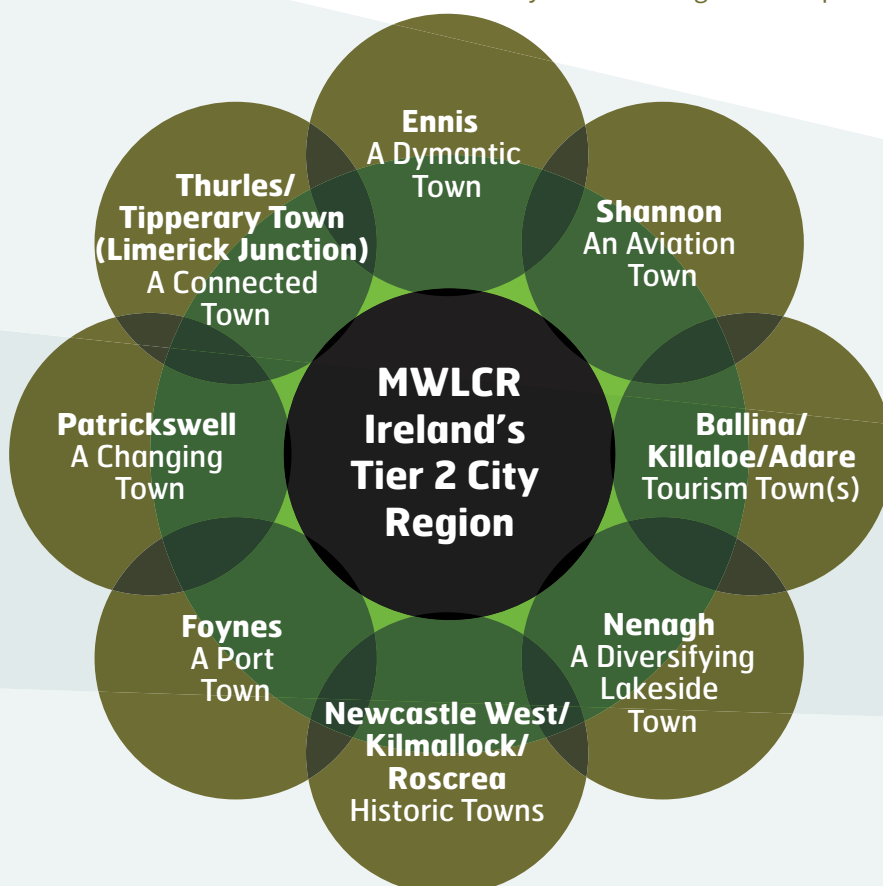 Ennis
A Dymantic
Town
Shannon
An Aviation
Town
Ballina/
Killaloe/Adare
Tourism Town(s)
Nenagh
A Diversifying
Lakeside
Town
Newcastle West/
Kilmallock/
Roscrea
Historic Towns
Foynes
A Port
Town
Patrickswell
A Changing
Town
Thurles/
Tipperary Town
(Limerick Junction)
A Connected
Town
MWLCR
Ireland's
Tier 2 City
Region